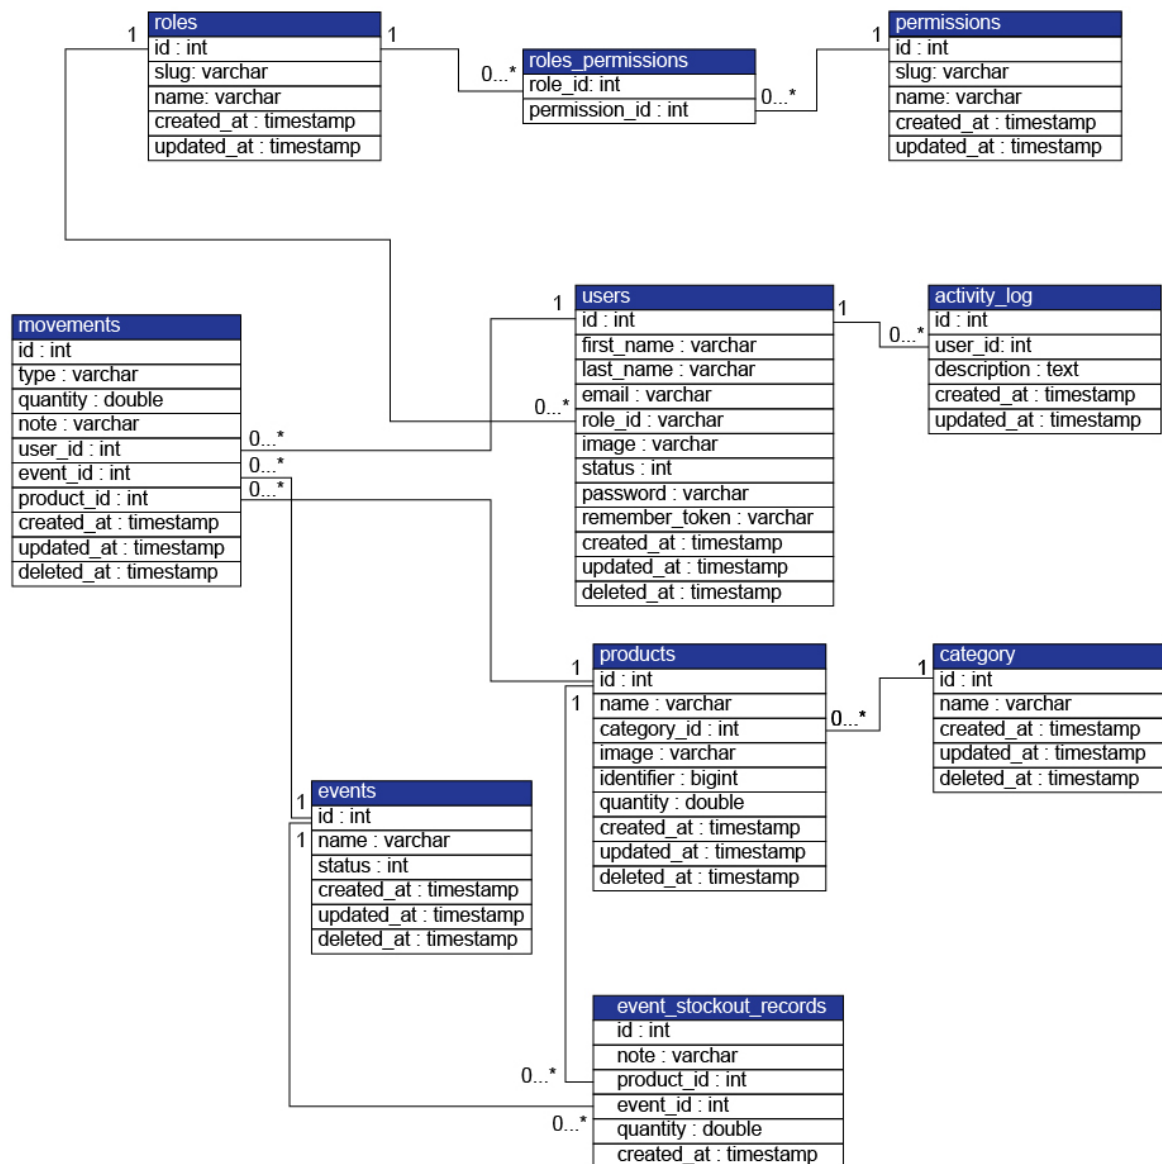 roles
id : int
slug: varchar
name: varchar
created_at : timestamp
updated_at : timestamp
1
1
0...*
roles_permissions
role_id: int
permission_id : int
0...*
1
permissions
id : int
slug: varchar
name: varchar
created_at : timestamp
updated_at : timestamp
movements
id : int
type : varchar
quantity : double
note : varchar
user_id : int
event_id : int
product_id : int
created_at : timestamp
updated_at : timestamp
deleted_at : timestamp
0...*
0...*
0...*
1
0...*
users
id : int
first_name : varchar
last_name : varchar
email : varchar
role_id : varchar
image : varchar
status : int
password : varchar
remember_token : varchar
created_at : timestamp
updated_at : timestamp
deleted_at : timestamp
1
0...*
activity_log
id : int
user_id: int
description : text
created_at : timestamp
updated_at : timestamp
1
1
products
id : int
name : varchar
category_id : int
image : varchar
identifier : bigint
quantity : double
created_at : timestamp
updated_at : timestamp
deleted_at : timestamp
0...*
1
category
id : int
name : varchar
created_at : timestamp
updated_at : timestamp
deleted_at : timestamp
1
1
events
id : int
name : varchar
status : int
created_at : timestamp
updated_at : timestamp
deleted_at : timestamp
0...*
0...*
event_stockout_records
id : int
note : varchar
product_id : int
event_id : int
quantity : double
created_at : timestamp